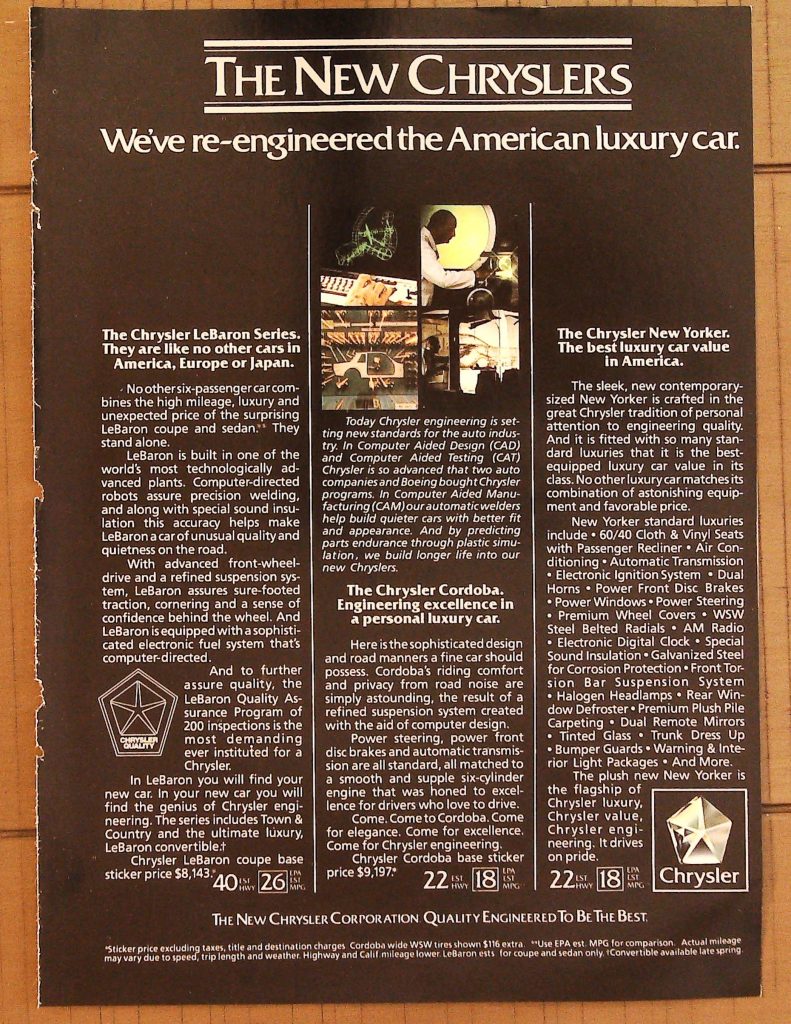 THE NEW CHRYSLERS
We've re-engineered the American luxury car.
The Chrysler LeBaron Series.
They are like no other cars in
America, Europe or Japan.
No other six-passenger car com-
bines the high mileage, luxury and
unexpected price of the surprising
LeBaron coupe and sedan.** They
stand alone.
LeBaron is built in one of the
world's most technologically ad-
vanced plants. Computer-directed
robots assure precision welding,
and along with special sound insu-
lation this accuracy helps make
LeBaron a car of unusual quality and
quietness on the road.
With advanced front-wheel-
drive and a refined suspension sys-
tem, LeBaron assures sure-footed
traction, cornering and a sense of
confidence behind the wheel. And
LeBaron is equipped with a sophisti-
cated electronic fuel system that's
computer-directed.
And to further
assure quality, the
LeBaron Quality As-
surance Program of
200 inspections is the
most demanding
ever instituted for a
Chrysler.
CHRYSLER
QUALITY
In LeBaron you will find your
new car. In your new car you will
find the genius of Chrysler engi-
neering. The series includes Town &
Country and the ultimate luxury,
LeBaron convertible.†
Chrysler LeBaron coupe base
sticker price $8,143.*
40 EST. HWY 26 EPA EST. MPG
Today Chrysler engineering is set-
ting new standards for the auto indus-
try. In Computer Aided Design (CAD)
and Computer Aided Testing (CAT)
Chrysler is so advanced that two auto
companies and Boeing bought Chrysler
programs. In Computer Aided Manu-
facturing (CAM) our automatic welders
help build quieter cars with better fit
and appearance. And by predicting
parts endurance through plastic simu-
lation, we build longer life into our
new Chryslers.
The Chrysler Cordoba.
Engineering excellence in
a personal luxury car.
Here is the sophisticated design
and road manners a fine car should
possess. Cordoba's riding comfort
and privacy from road noise are
simply astounding, the result of a
refined suspension system created
with the aid of computer design.
Power steering, power front
disc brakes and automatic transmis-
sion are all standard, all matched to
a smooth and supple six-cylinder
engine that was honed to excel-
lence for drivers who love to drive.
Come. Come to Cordoba. Come
for elegance. Come for excellence.
Come for Chrysler engineering.
Chrysler Cordoba base sticker
price $9,197.*
22 EST. HWY 18 EPA EST. MPG
The Chrysler New Yorker.
The best luxury car value
in America.
The sleek, new contemporary-
sized New Yorker is crafted in the
great Chrysler tradition of personal
attention to engineering quality.
And it is fitted with so many stan-
dard luxuries that it is the best-
equipped luxury car value in its
class. No other luxury car matches its
combination of astonishing equip-
ment and favorable price.
New Yorker standard luxuries
include • 60/40 Cloth & Vinyl Seats
with Passenger Recliner • Air Con-
ditioning • Automatic Transmission
• Electronic Ignition System • Dual
Horns • Power Front Disc Brakes
• Power Windows • Power Steering
• Premium Wheel Covers • WSW
Steel Belted Radials • AM Radio
• Electronic Digital Clock • Special
Sound Insulation • Galvanized Steel
for Corrosion Protection • Front Tor-
sion Bar Suspension System
• Halogen Headlamps • Rear Win-
dow Defroster • Premium Plush Pile
Carpeting • Dual Remote Mirrors
• Tinted Glass • Trunk Dress Up
• Bumper Guards • Warning & Inte-
rior Light Packages • And More.
The plush new New Yorker is
the flagship of
Chrysler luxury,
Chrysler value,
Chrysler engi-
neering. It drives
on pride.
22 EST. HWY 18 EPA EST. MPG
Chrysler
THE NEW CHRYSLER CORPORATION. QUALITY ENGINEERED TO BE THE BEST.
*Sticker price excluding taxes, title and destination charges. Cordoba wide WSW tires shown $116 extra. **Use EPA est. MPG for comparison. Actual mileage
may vary due to speed, trip length and weather. Highway and Calif. mileage lower. LeBaron ests. for coupe and sedan only. †Convertible available late spring.